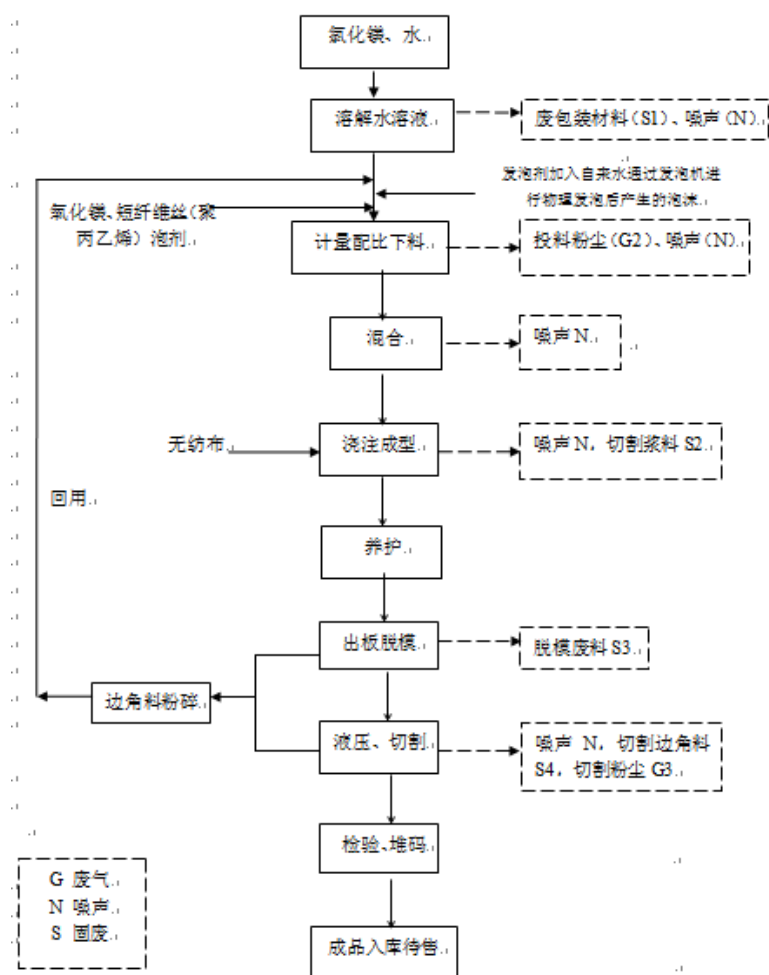 氯化镁、水
溶解水溶液
废包装材料(S1)、噪声(N)
发泡剂加入自来水通过发泡机进
行物理发泡后产生的泡沫
氧化镁、短纤维丝(聚
丙乙烯) 泡剂
计量配比下料
投料粉尘(G2)、噪声(N)
混合
噪声 N
无纺布
浇注成型
噪声 N，切割浆料 S2
回用
养护
出板脱模
脱模废料 S3
边角料粉碎
液压、切割
噪声 N，切割边角料
S4，切割粉尘 G3
检验、堆码
G 废气
N 噪声
S 固废
成品入库待售